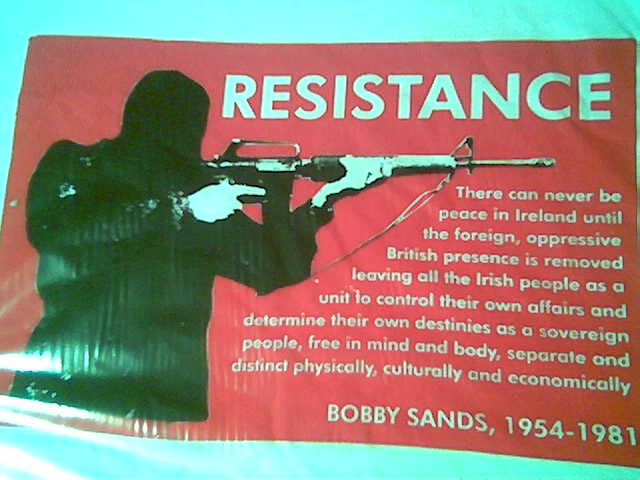 RESISTANCE
There can never be
peace in Ireland until
the foreign, oppressive
British presence is removed
leaving all the Irish people as a
unit to control their own affairs and
determine their own destinies as a sovereign
people, free in mind and body, separate and
distinct physically, culturally and economically
BOBBY SANDS, 1954-1981